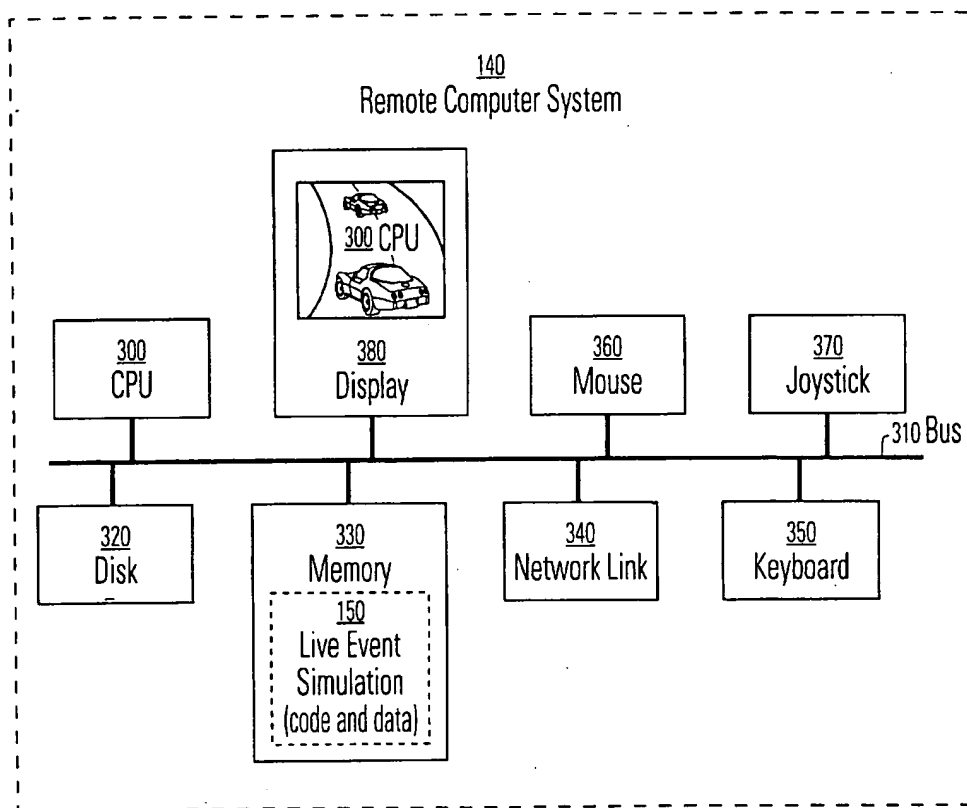 140
Remote Computer System
300 CPU
300
CPU
380
Display
360
Mouse
370
Joystick
310 Bus
320
Disk
330
Memory
150
Live Event
Simulation
(code and data)
340
Network Link
350
Keyboard